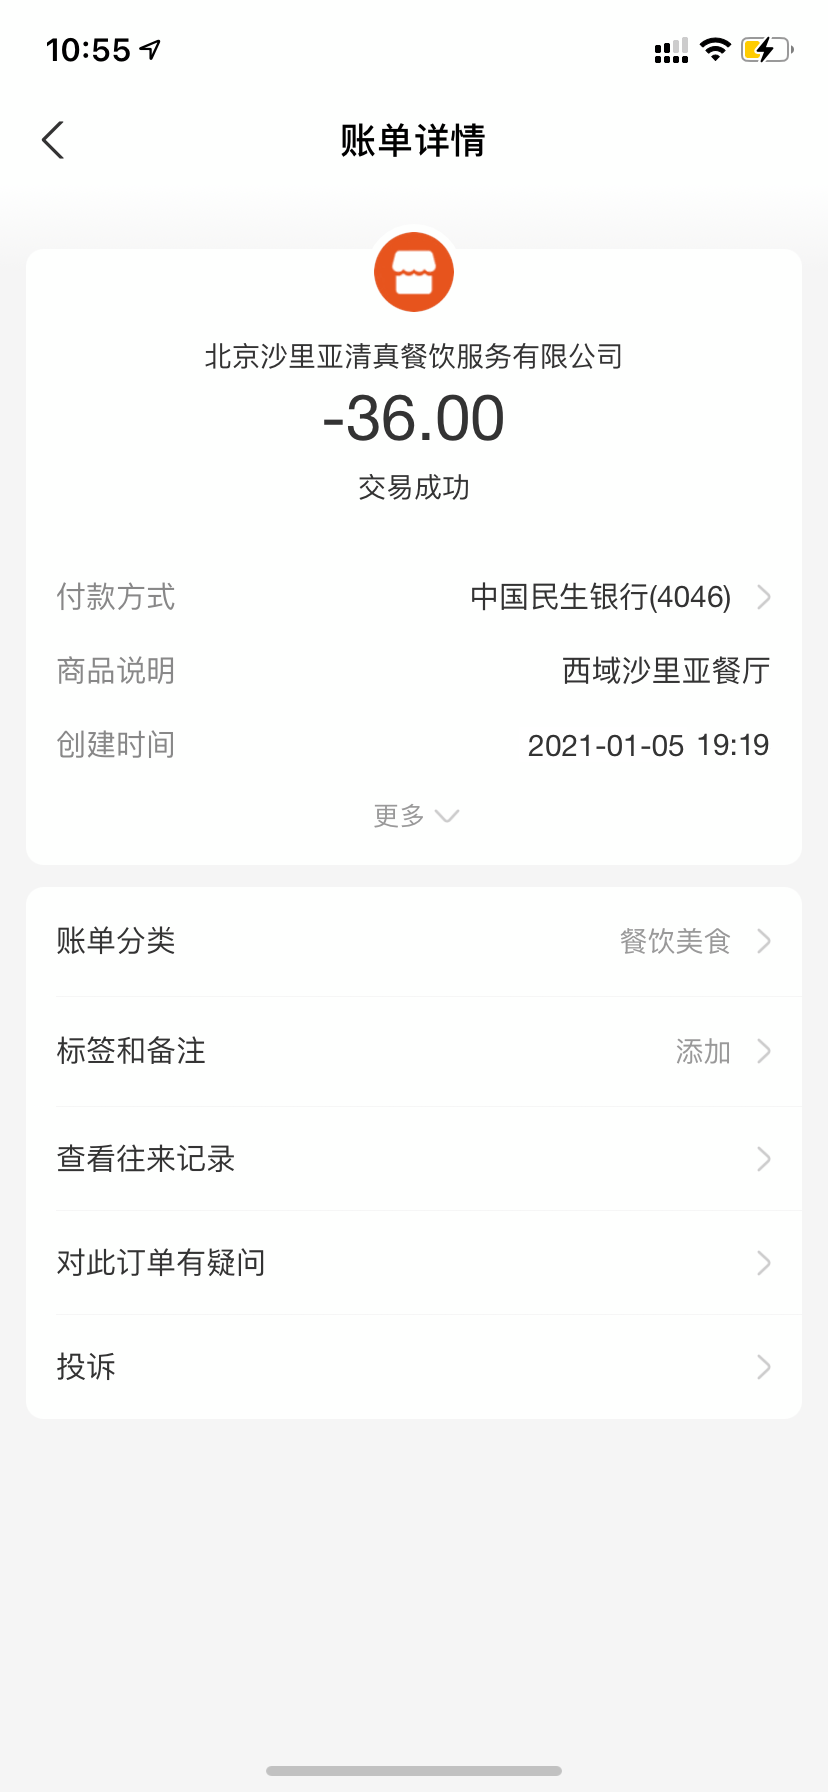 10:55
账单详情
北京沙里亚清真餐饮服务有限公司
-36.00
交易成功
付款方式 中国民生银行(4046)
商品说明 西域沙里亚餐厅
创建时间 2021-01-05 19:19
更多
账单分类 餐饮美食
标签和备注 添加
查看往来记录
对此订单有疑问
投诉